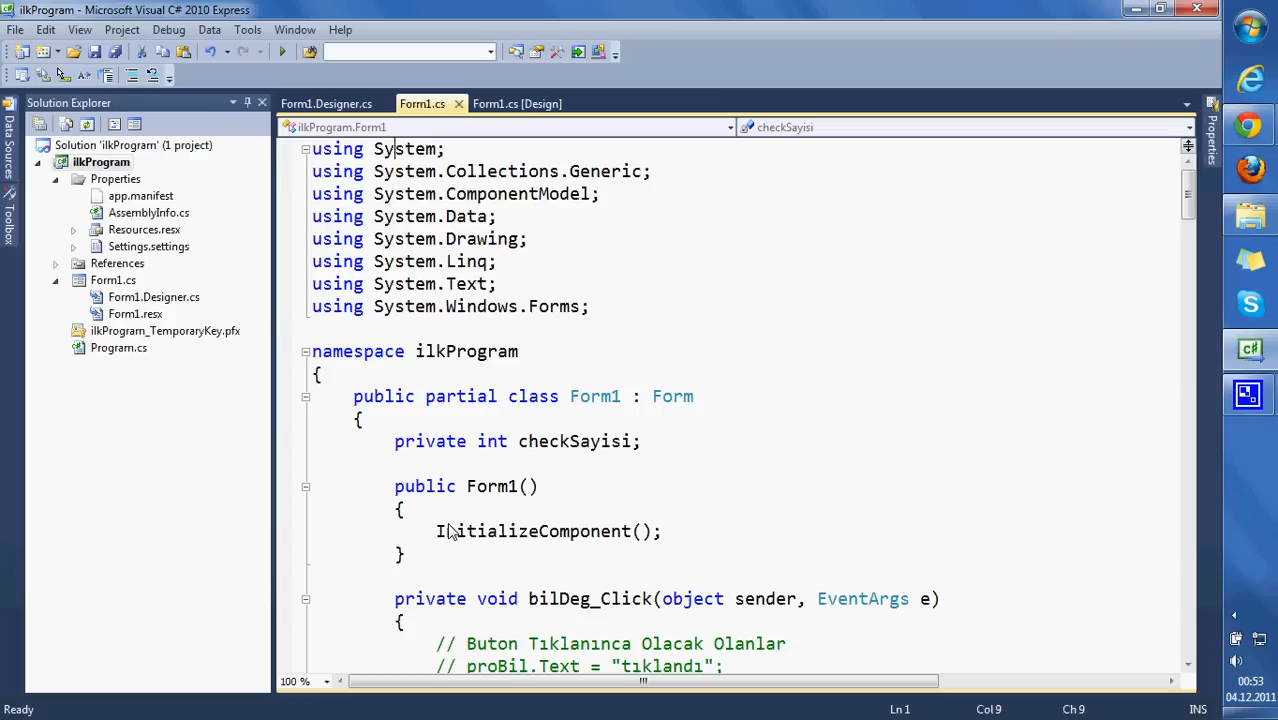 ilkProgram - Microsoft Visual C# 2010 Express
File Edit View Project Debug Data Tools Window Help
Solution Explorer
Form1.Designer.cs Form1.cs Form1.cs [Design]
ilkProgram.Form1 checkSayisi
Data Sources
Toolbox
Properties
Solution 'ilkProgram' (1 project)
ilkProgram
Properties
app.manifest
AssemblyInfo.cs
Resources.resx
Settings.settings
References
Form1.cs
Form1.Designer.cs
Form1.resx
ilkProgram_TemporaryKey.pfx
Program.cs
using System;
using System.Collections.Generic;
using System.ComponentModel;
using System.Data;
using System.Drawing;
using System.Linq;
using System.Text;
using System.Windows.Forms;
namespace ilkProgram
{
public partial class Form1 : Form
{
private int checkSayisi;
public Form1()
{
InitializeComponent();
}
private void bilDeg_Click(object sender, EventArgs e)
{
// Buton Tıklanınca Olacak Olanlar
// proBil.Text = "tıklandı";
100 %
Ready Ln 1 Col 9 Ch 9 INS
00:53
04.12.2011